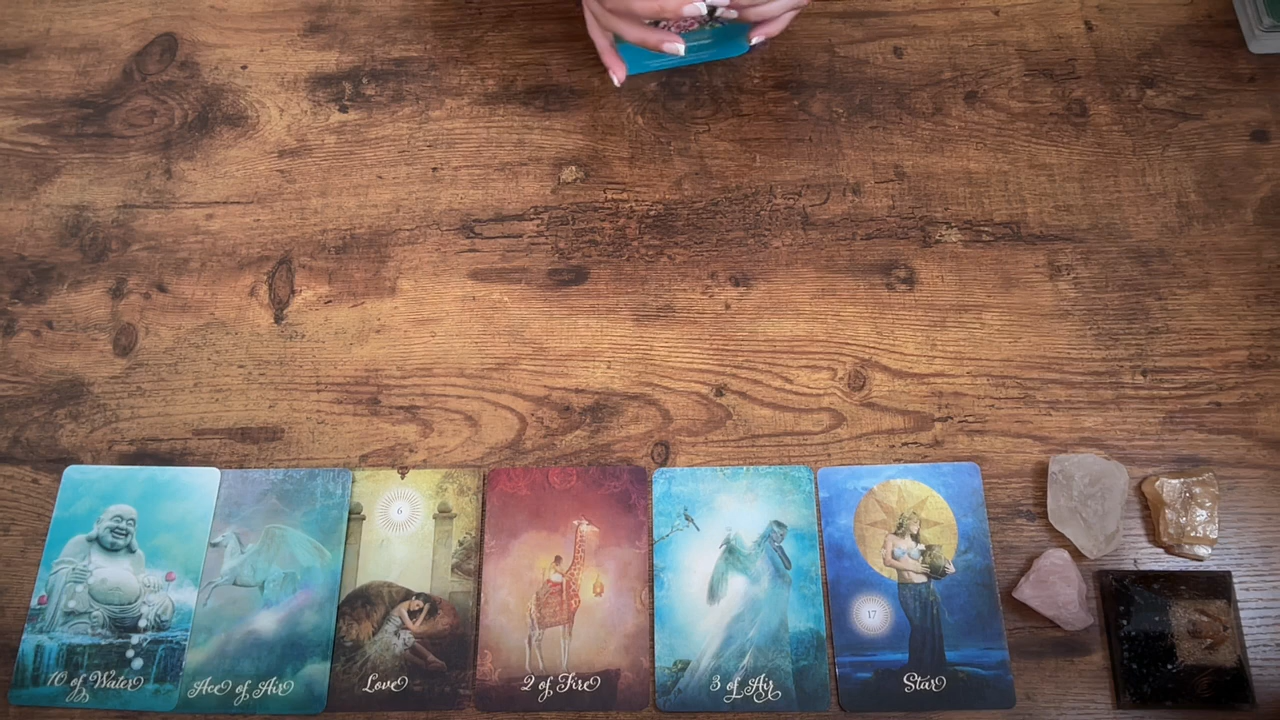 10 of Water
Ace of Air
6
Love
2 of Fire
3 of Air
17
Star